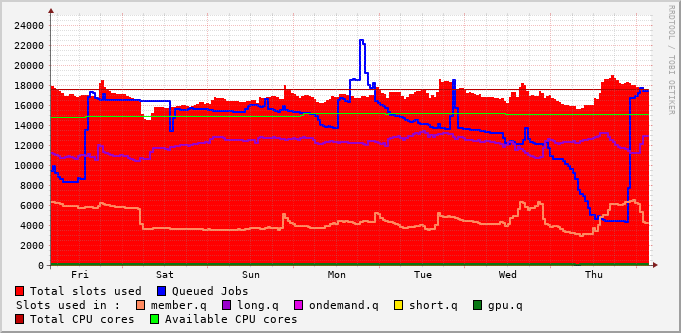 RRDTOOL / TOBI OETIKER
24000
22000
20000
18000
16000
14000
12000
10000
8000
6000
4000
2000
0
Fri Sat Sun Mon Tue Wed Thu
Total slots used Queued Jobs
Slots used in : member.q long.q ondemand.q short.q gpu.q
Total CPU cores Available CPU cores